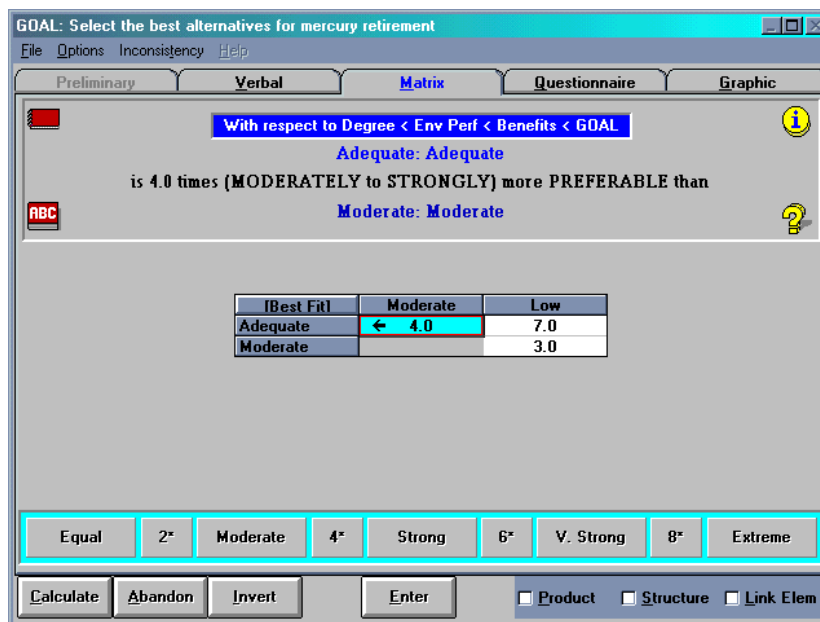 GOAL: Select the best alternatives for mercury retirement
File Options Inconsistency Help
Preliminary Verbal Matrix Questionnaire Graphic
With respect to Degree < Env Perf < Benefits < GOAL
i
Adequate: Adequate
is 4.0 times (MODERATELY to STRONGLY) more PREFERABLE than
ABC
Moderate: Moderate
?
[Best Fit] Moderate Low
Adequate ← 4.0 7.0
Moderate 3.0
Equal 2* Moderate 4* Strong 6* V. Strong 8* Extreme
Calculate Abandon Invert Enter Product Structure Link Elem